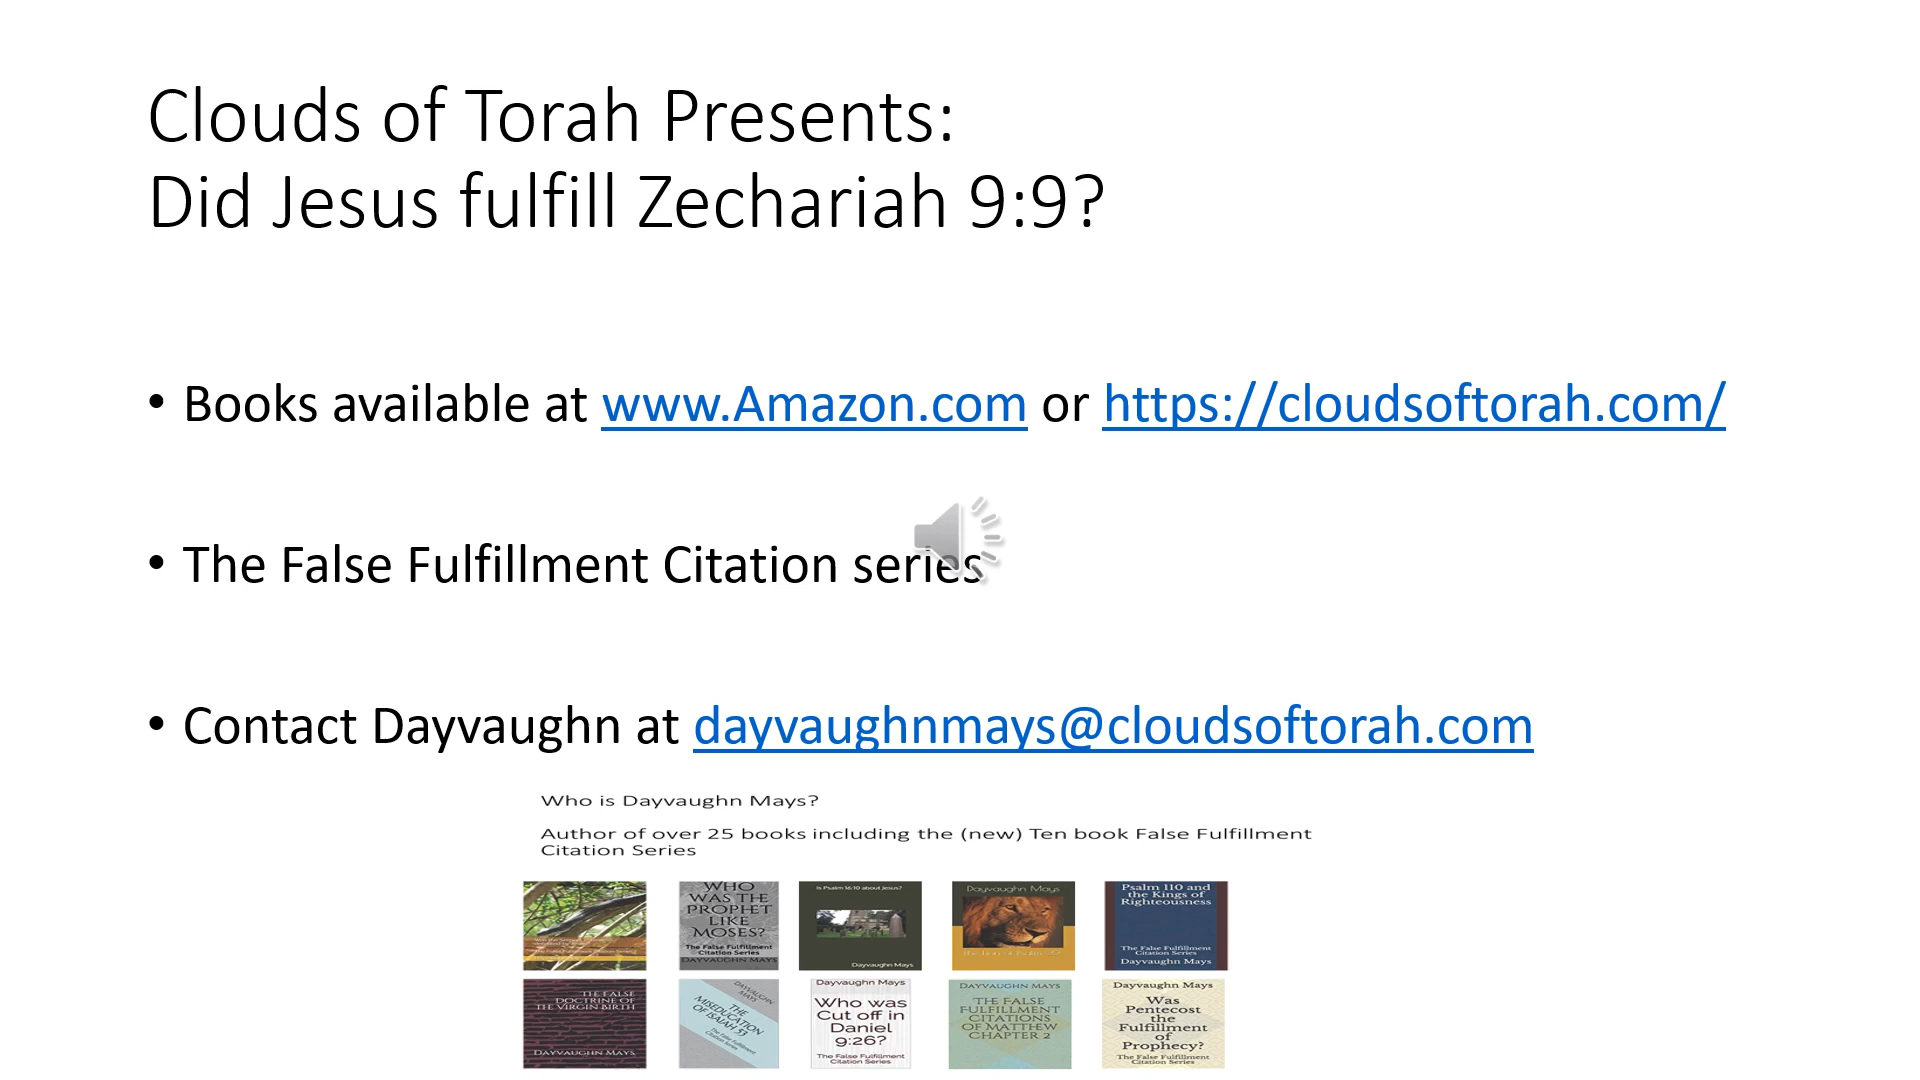 Clouds of Torah Presents:
Did Jesus fulfill Zechariah 9:9?
• Books available at www.Amazon.com or https://cloudsoftorah.com/
• The False Fulfillment Citation series
• Contact Dayvaughn at dayvaughnmays@cloudsoftorah.com
Who is Dayvaughn Mays?
Author of over 25 books including the (new) Ten book False Fulfillment
Citation Series
WHO
WAS THE
PROPHET
LIKE
MOSES?
The False Fulfillment
Citation Series
DAYVAUGHN MAYS
Is Psalm 16:10 about Jesus?
Dayvaughn Mays
Dayvaughn Mays
Psalm 110 and
the Kings of
Righteousness
The False Fulfillment
Citation Series
Dayvaughn Mays
THE FALSE
DOCTRINE OF
THE VIRGIN BIRTH
DAYVAUGHN MAYS
DAYVAUGHN
MAYS
THE
MISEDUCATION
OF ISAIAH 53
The False Fulfillment
Citation Series
Dayvaughn Mays
Who was
Cut off in
Daniel
9:26?
The False Fulfillment
Citation Series
DAYVAUGHN MAYS
THE FALSE
FULFILLMENT
CITATIONS
OF MATTHEW
CHAPTER 2
Dayvaughn Mays
Was
Pentecost
the
Fulfillment
of
Prophecy?
The False Fulfillment
Citation Series